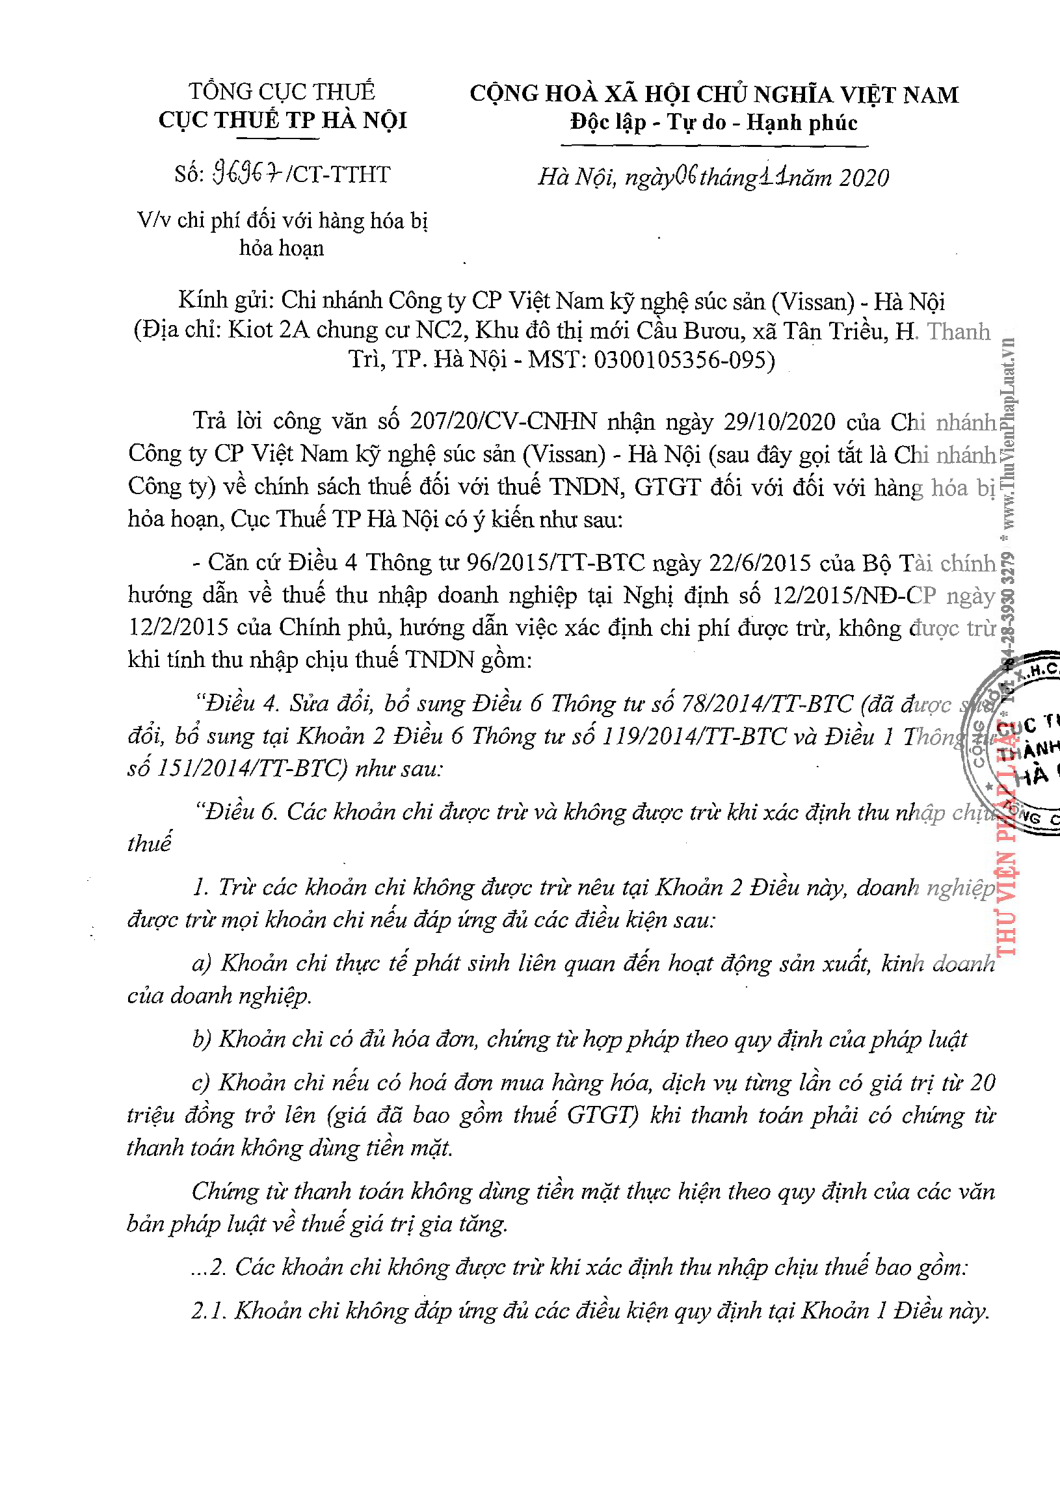 TỔNG CỤC THUẾ
CỤC THUẾ TP HÀ NỘI
Số: 96967/CT-TTHT
V/v chi phí đối với hàng hóa bị
hỏa hoạn
CỘNG HOÀ XÃ HỘI CHỦ NGHĨA VIỆT NAM
Độc lập - Tự do - Hạnh phúc
Hà Nội, ngày 06 tháng 11 năm 2020
Kính gửi: Chi nhánh Công ty CP Việt Nam kỹ nghệ súc sản (Vissan) - Hà Nội
(Địa chỉ: Kiot 2A chung cư NC2, Khu đô thị mới Cầu Bươu, xã Tân Triều, H. Thanh
Trì, TP. Hà Nội - MST: 0300105356-095)
Trả lời công văn số 207/20/CV-CNHN nhận ngày 29/10/2020 của Chi nhánh
Công ty CP Việt Nam kỹ nghệ súc sản (Vissan) - Hà Nội (sau đây gọi tắt là Chi nhánh
Công ty) về chính sách thuế đối với thuế TNDN, GTGT đối với đối với hàng hóa bị
hỏa hoạn, Cục Thuế TP Hà Nội có ý kiến như sau:
- Căn cứ Điều 4 Thông tư 96/2015/TT-BTC ngày 22/6/2015 của Bộ Tài chính
hướng dẫn về thuế thu nhập doanh nghiệp tại Nghị định số 12/2015/NĐ-CP ngày
12/2/2015 của Chính phủ, hướng dẫn việc xác định chi phí được trừ, không được trừ
khi tính thu nhập chịu thuế TNDN gồm:
“Điều 4. Sửa đổi, bổ sung Điều 6 Thông tư số 78/2014/TT-BTC (đã được sửa
đổi, bổ sung tại Khoản 2 Điều 6 Thông tư số 119/2014/TT-BTC và Điều 1 Thông tư
số 151/2014/TT-BTC) như sau:
“Điều 6. Các khoản chi được trừ và không được trừ khi xác định thu nhập chịu
thuế
1. Trừ các khoản chi không được trừ nêu tại Khoản 2 Điều này, doanh nghiệp
được trừ mọi khoản chi nếu đáp ứng đủ các điều kiện sau:
a) Khoản chi thực tế phát sinh liên quan đến hoạt động sản xuất, kinh doanh
của doanh nghiệp.
b) Khoản chi có đủ hóa đơn, chứng từ hợp pháp theo quy định của pháp luật
c) Khoản chi nếu có hoá đơn mua hàng hóa, dịch vụ từng lần có giá trị từ 20
triệu đồng trở lên (giá đã bao gồm thuế GTGT) khi thanh toán phải có chứng từ
thanh toán không dùng tiền mặt.
Chứng từ thanh toán không dùng tiền mặt thực hiện theo quy định của các văn
bản pháp luật về thuế giá trị gia tăng.
...2. Các khoản chi không được trừ khi xác định thu nhập chịu thuế bao gồm:
2.1. Khoản chi không đáp ứng đủ các điều kiện quy định tại Khoản 1 Điều này.
THƯ VIỆN PHÁP LUẬT * Tel: +84-28-3930 3279 * www.ThuVienPhapLuat.vn